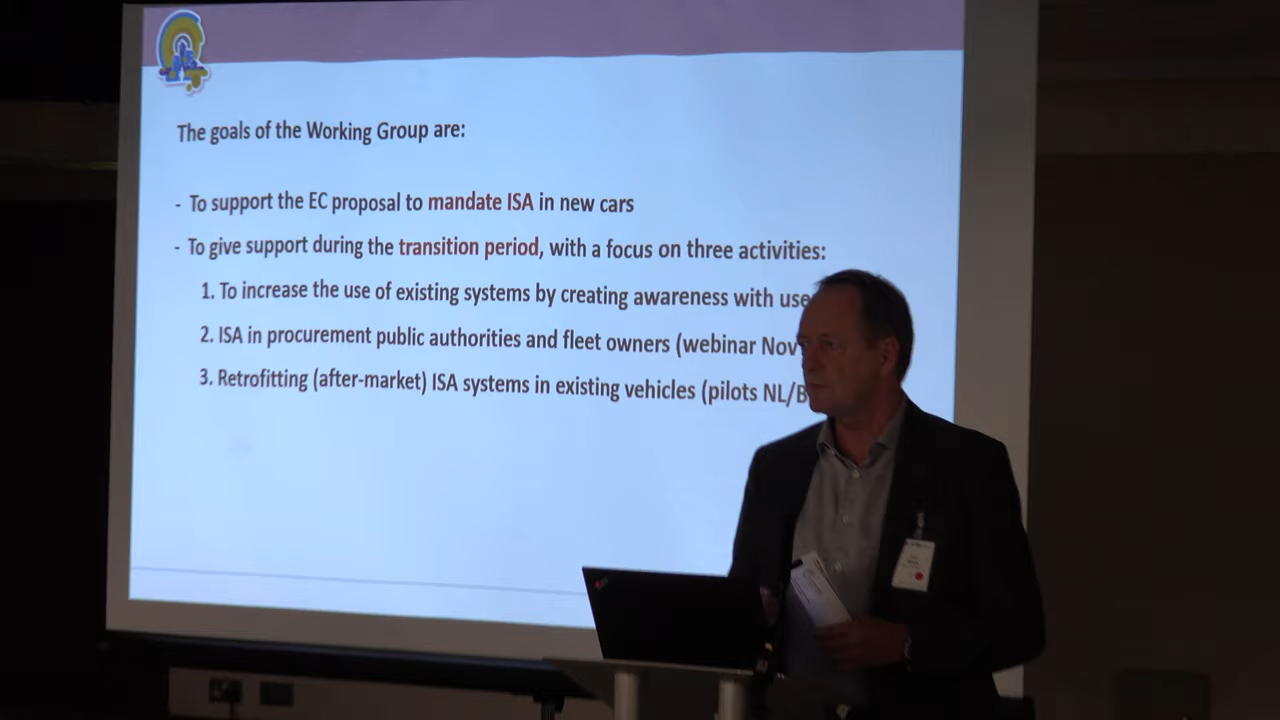 The goals of the Working Group are:
- To support the EC proposal to mandate ISA in new cars
- To give support during the transition period, with a focus on three activities:
1. To increase the use of existing systems by creating awareness with use
2. ISA in procurement public authorities and fleet owners (webinar Nov
3. Retrofitting (after-market) ISA systems in existing vehicles (pilots NL/B